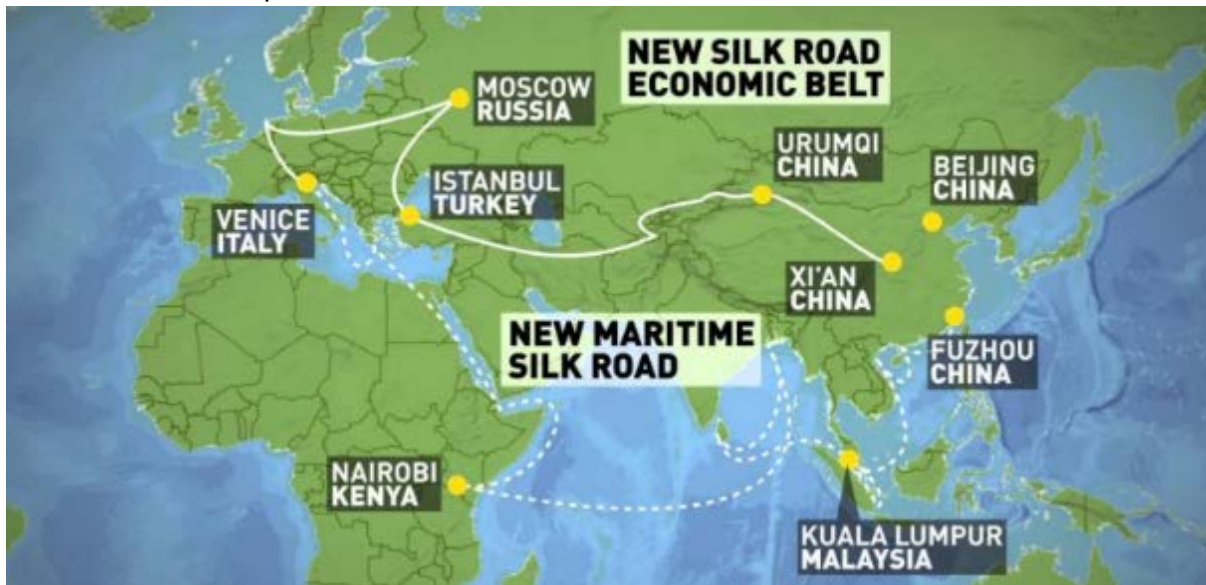 NEW SILK ROAD
ECONOMIC BELT
MOSCOW
RUSSIA
URUMQI
CHINA
BEIJING
CHINA
ISTANBUL
TURKEY
VENICE
ITALY
XI'AN
CHINA
NEW MARITIME
SILK ROAD
FUZHOU
CHINA
NAIROBI
KENYA
KUALA LUMPUR
MALAYSIA